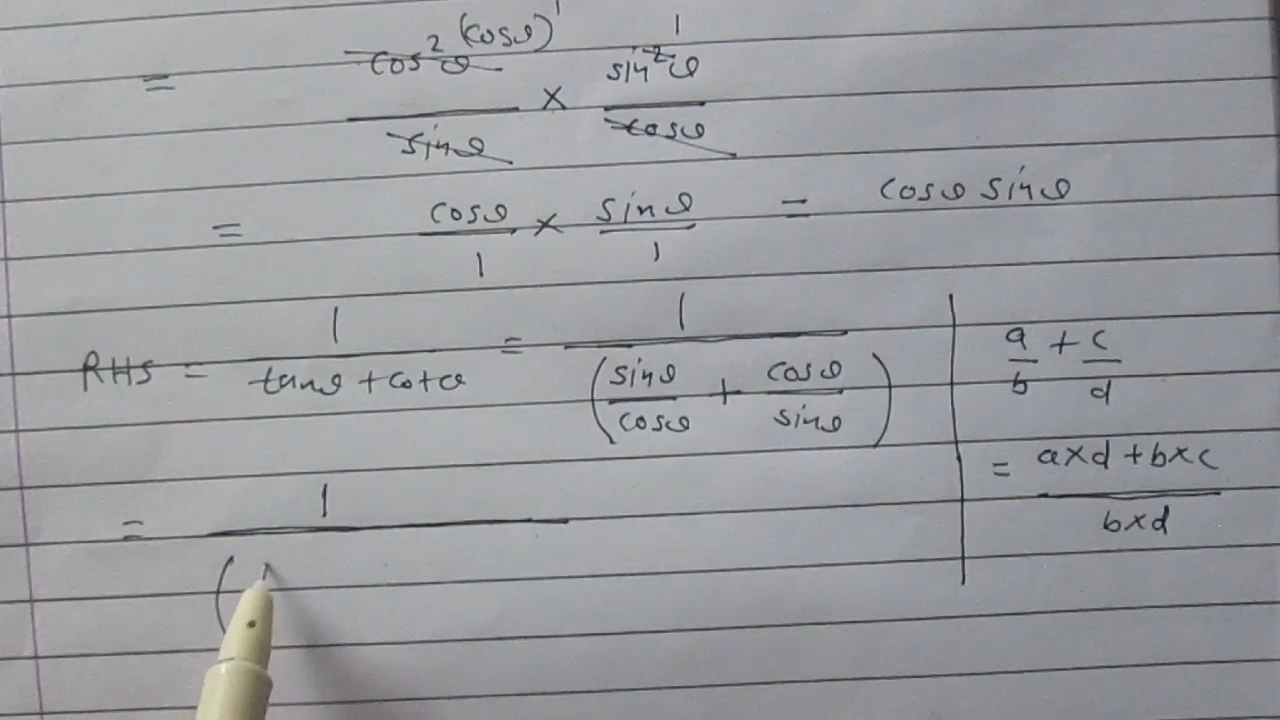 = cos²θ (cosθ)¹ / sinθ × 1 sin²θ / cosθ
= cosθ/1 × sinθ/1 = cosθ sinθ
RHS = 1/(tanθ + cotθ) = 1/(sinθ/cosθ + cosθ/sinθ)
= 1/(
a/b + c/d
= (a×d + b×c)/(b×d)